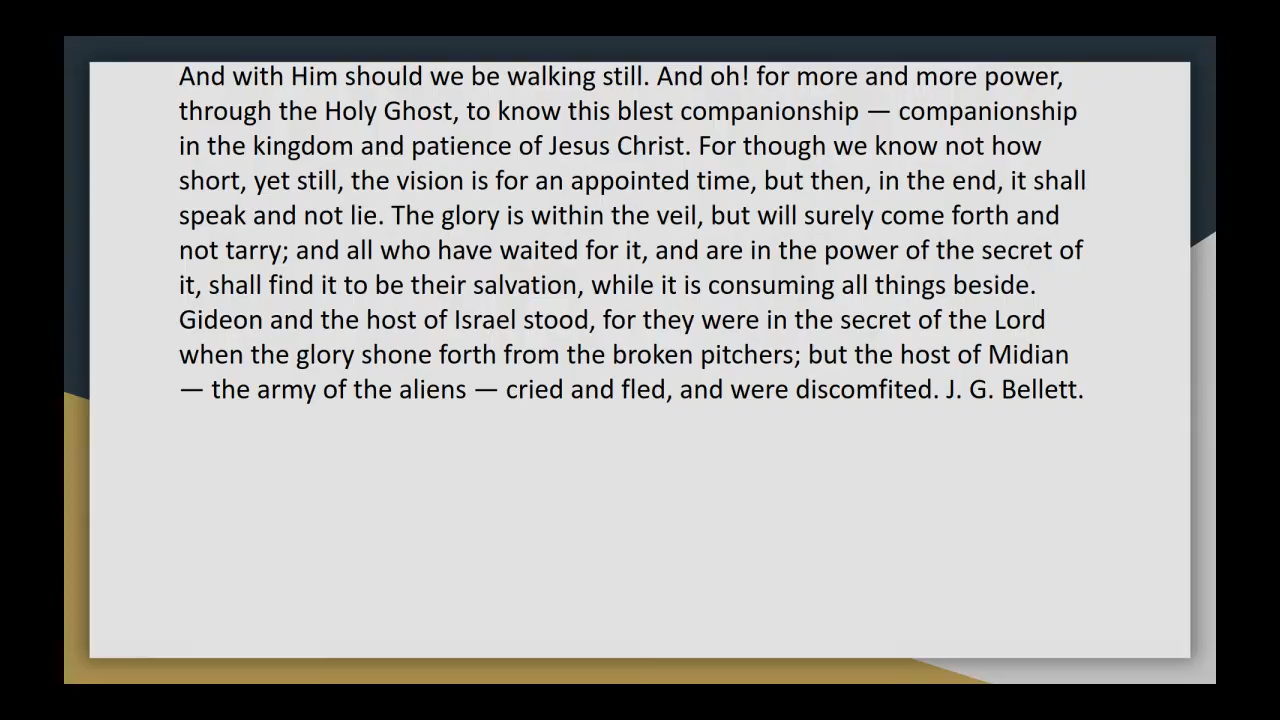 And with Him should we be walking still. And oh! for more and more power,
through the Holy Ghost, to know this blest companionship — companionship
in the kingdom and patience of Jesus Christ. For though we know not how
short, yet still, the vision is for an appointed time, but then, in the end, it shall
speak and not lie. The glory is within the veil, but will surely come forth and
not tarry; and all who have waited for it, and are in the power of the secret of
it, shall find it to be their salvation, while it is consuming all things beside.
Gideon and the host of Israel stood, for they were in the secret of the Lord
when the glory shone forth from the broken pitchers; but the host of Midian
— the army of the aliens — cried and fled, and were discomfited. J. G. Bellett.